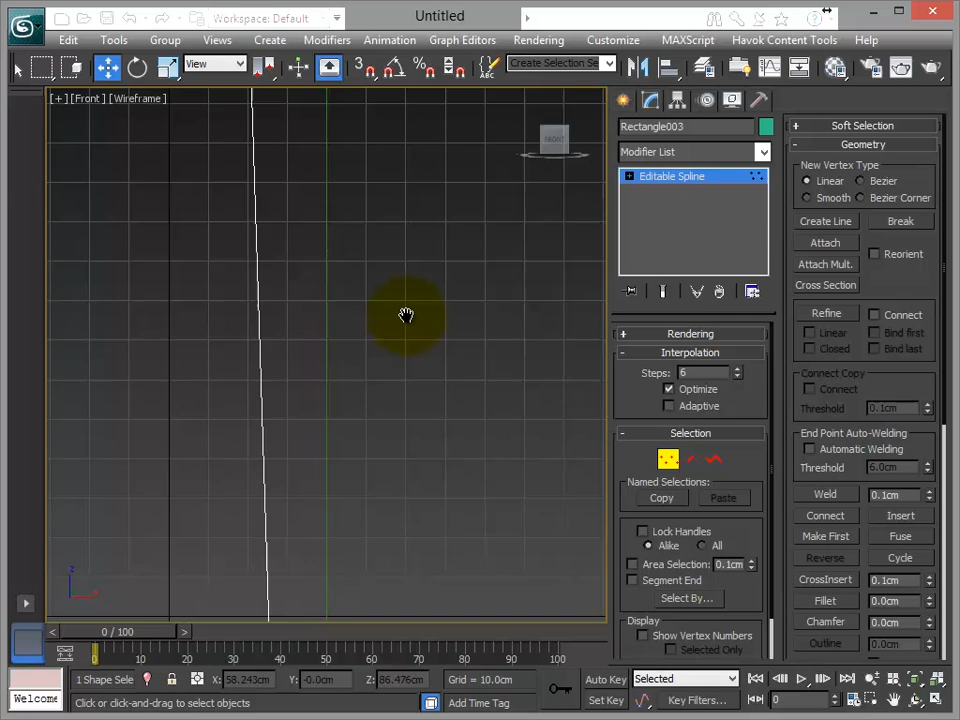 Workspace: Default
Untitled
Edit Tools Group Views Create Modifiers Animation Graph Editors Rendering Customize MAXScript Havok Content Tools Help
View
3
ABC
Create Selection Se
[+] [Front] [Wireframe]
FRONT
Rectangle003
Modifier List
Editable Spline
+ Rendering
- Interpolation
Steps: 6
Optimize
Adaptive
- Selection
Named Selections:
Copy Paste
Lock Handles
Alike All
Area Selection: 0.1cm
Segment End
Select By...
Display
Show Vertex Numbers
Selected Only
+ Soft Selection
- Geometry
New Vertex Type
Linear Bezier
Smooth Bezier Corner
Create Line Break
Attach
Reorient
Attach Mult.
Cross Section
Refine Connect
Linear Bind first
Closed Bind last
Connect Copy
Connect
Threshold 0.1cm
End Point Auto-Welding
Automatic Welding
Threshold 6.0cm
Weld 0.1cm
Connect Insert
Make First Fuse
Reverse Cycle
CrossInsert 0.1cm
Fillet 0.0cm
Chamfer 0.0cm
Outline 0.0cm
z
x
< 0 / 100 >
0 10 20 30 40 50 60 70 80 90 100
Welcome
1 Shape Sele
X: 58.243cm Y: -0.0cm Z: 86.476cm
Grid = 10.0cm
Auto Key Selected
Click or click-and-drag to select objects
Add Time Tag
Set Key Key Filters...
0